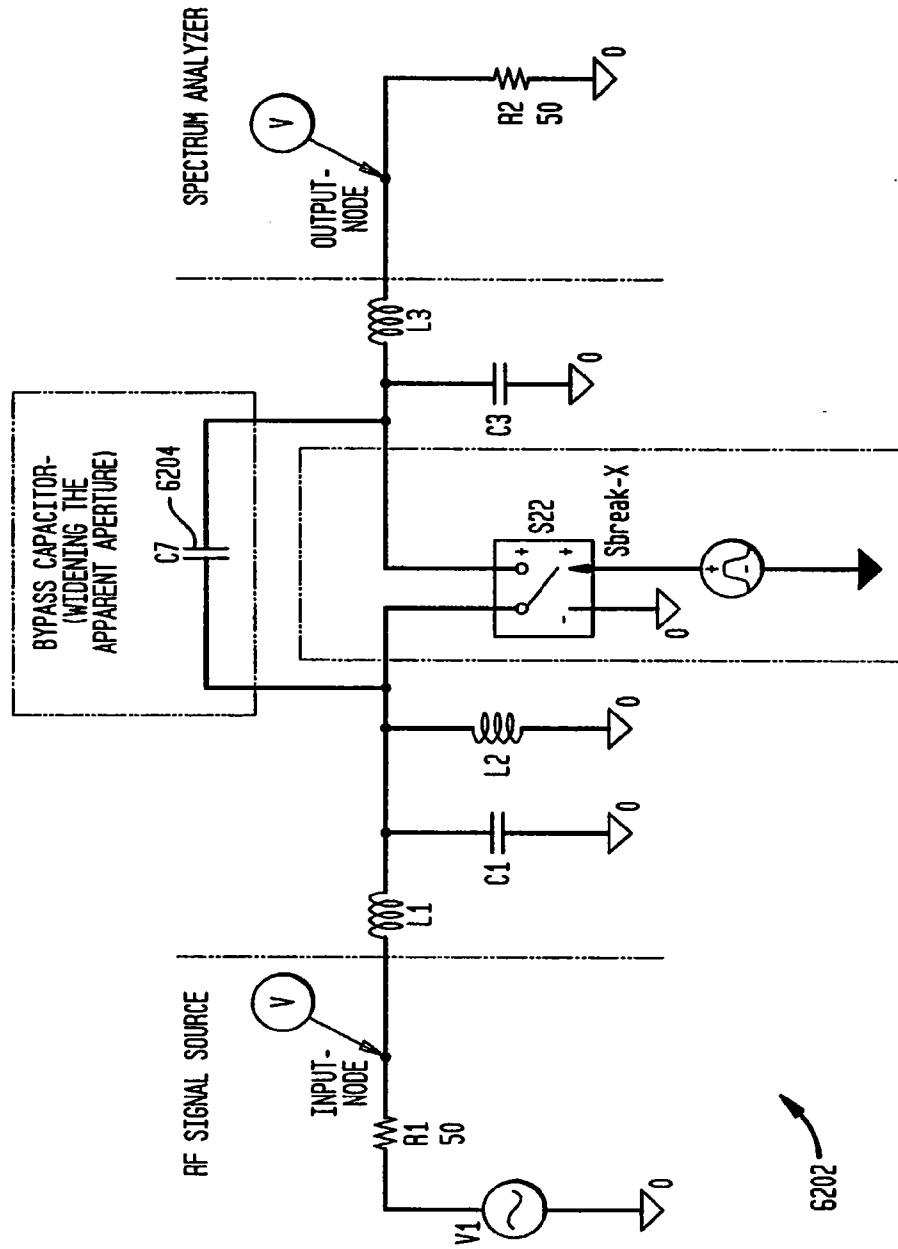 RF SIGNAL SOURCE
SPECTRUM ANALYZER
BYPASS CAPACITOR-
(WIDENING THE
APPARENT APERTURE)
C7
6204
V
INPUT-
NODE
V
OUTPUT-
NODE
V1
0
R1
50
L1
C1
0
L2
0
S22
+
+
-
Sbreak-X
0
+
-
C3
0
L3
R2
50
0
6202